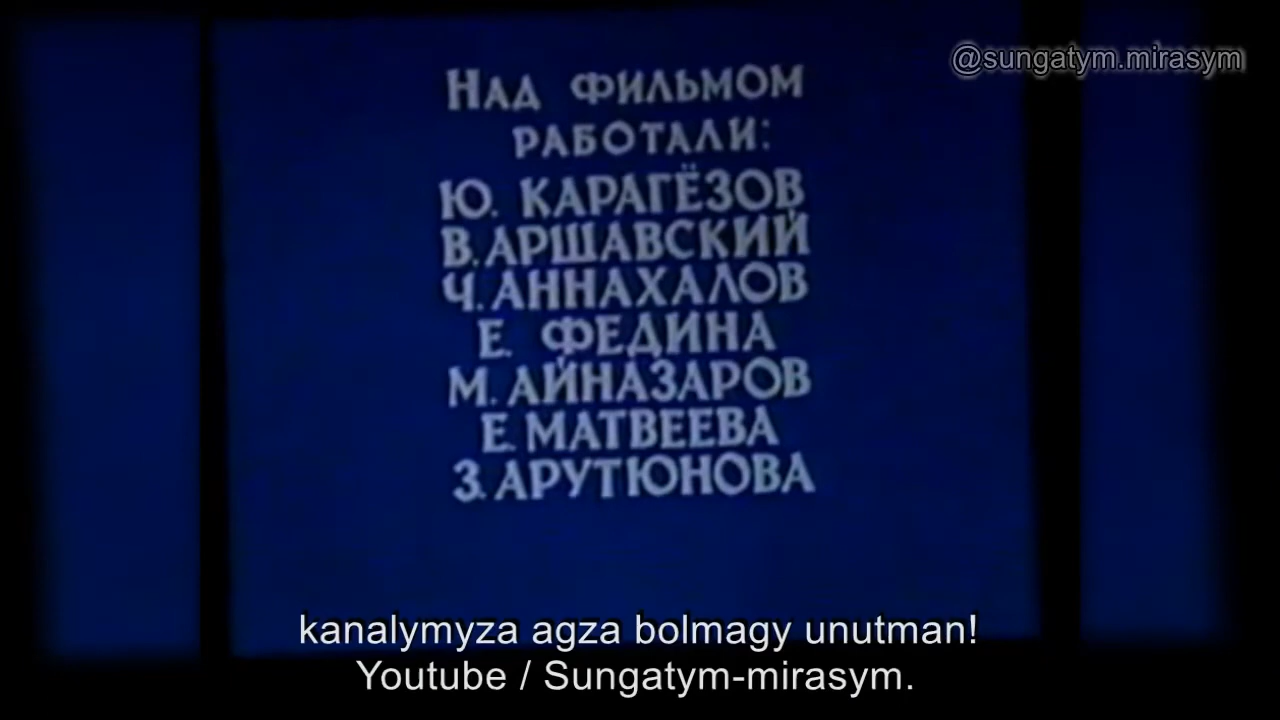 @sungatym.mirasym
Над фильмом
работали:
Ю. Карагёзов
В. Аршавский
Ч. Аннахалов
Е. Федина
М. Айназаров
Е. Матвеева
З. Арутюнова
kanalymyza agza bolmagy unutman!
Youtube / Sungatym-mirasym.